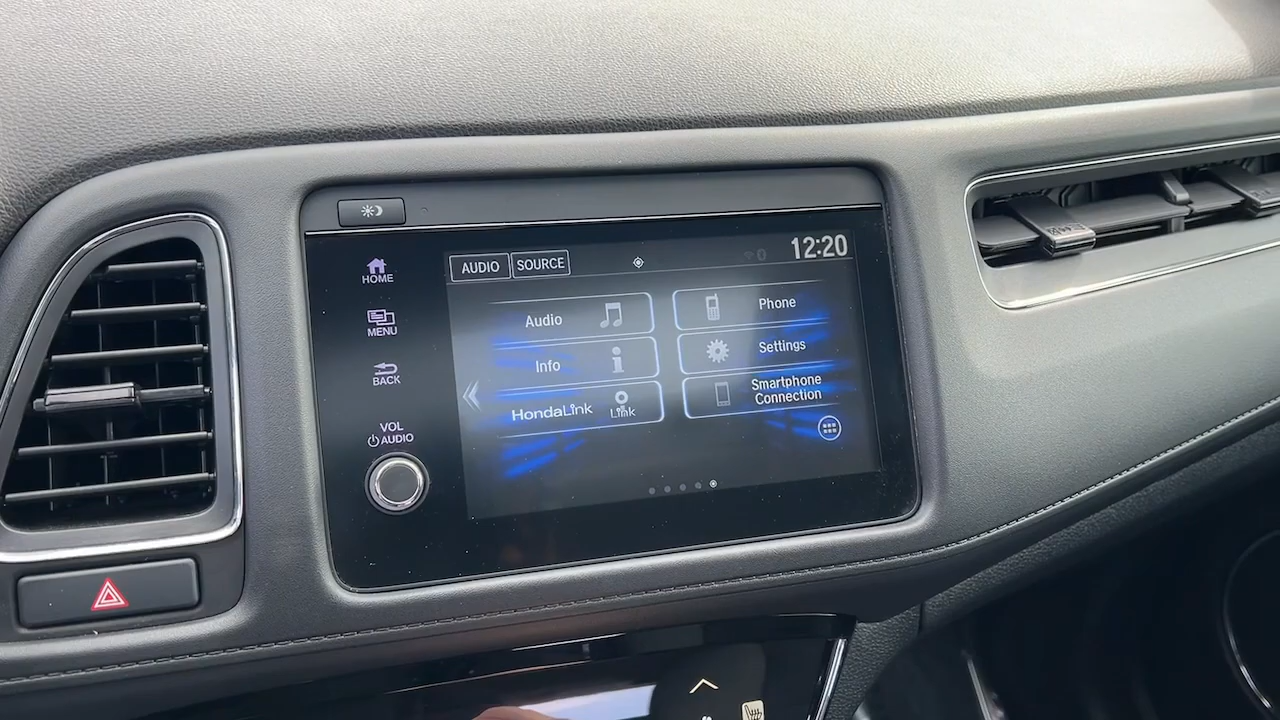 HOME
MENU
BACK
VOL
AUDIO
AUDIO SOURCE
12:20
Audio
Phone
Info
Settings
HondaLink
Link
Smartphone
Connection